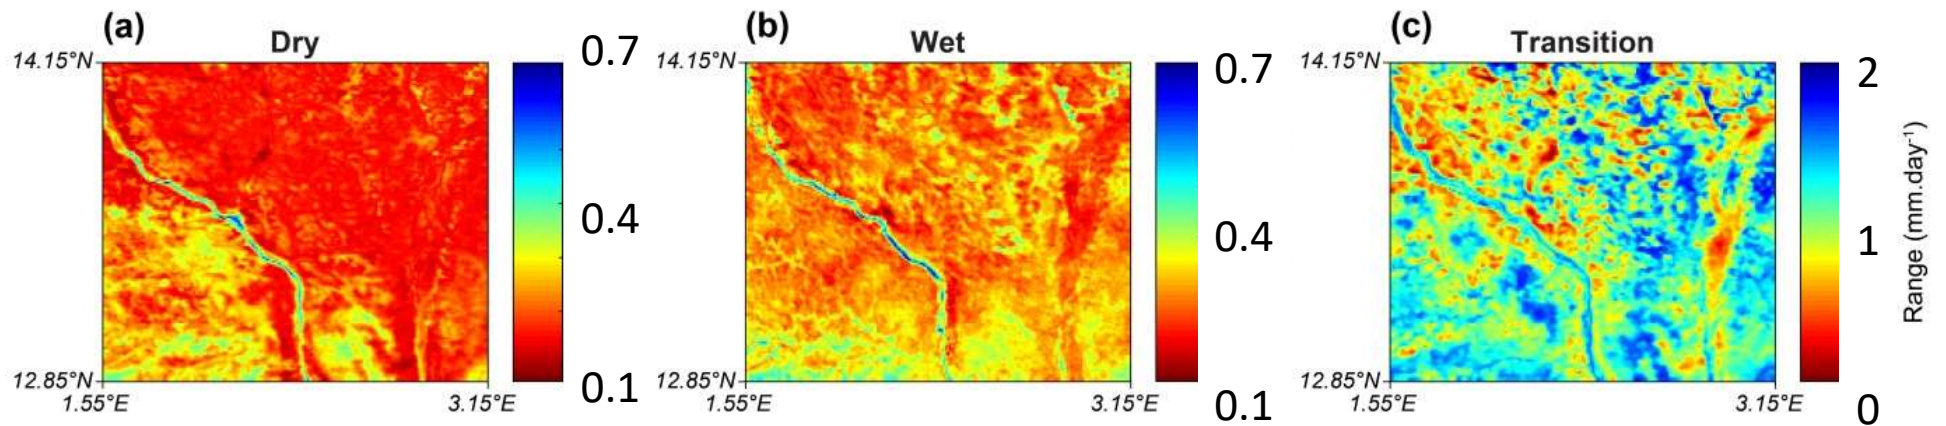 (a)
Dry
14.15°N
12.85°N
1.55°E
3.15°E
0.7
0.4
0.1
(b)
Wet
14.15°N
12.85°N
1.55°E
3.15°E
0.7
0.4
0.1
(c)
Transition
14.15°N
12.85°N
1.55°E
3.15°E
2
1
0
Range (mm.day⁻¹)